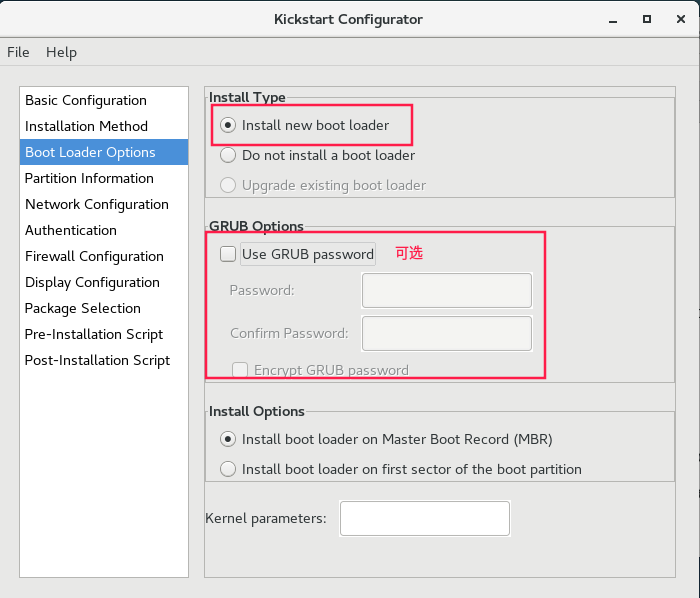 Kickstart Configurator
File Help
Basic Configuration
Installation Method
Boot Loader Options
Partition Information
Network Configuration
Authentication
Firewall Configuration
Display Configuration
Package Selection
Pre-Installation Script
Post-Installation Script
Install Type
Install new boot loader
Do not install a boot loader
Upgrade existing boot loader
GRUB Options
Use GRUB password 可选
Password:
Confirm Password:
Encrypt GRUB password
Install Options
Install boot loader on Master Boot Record (MBR)
Install boot loader on first sector of the boot partition
Kernel parameters: